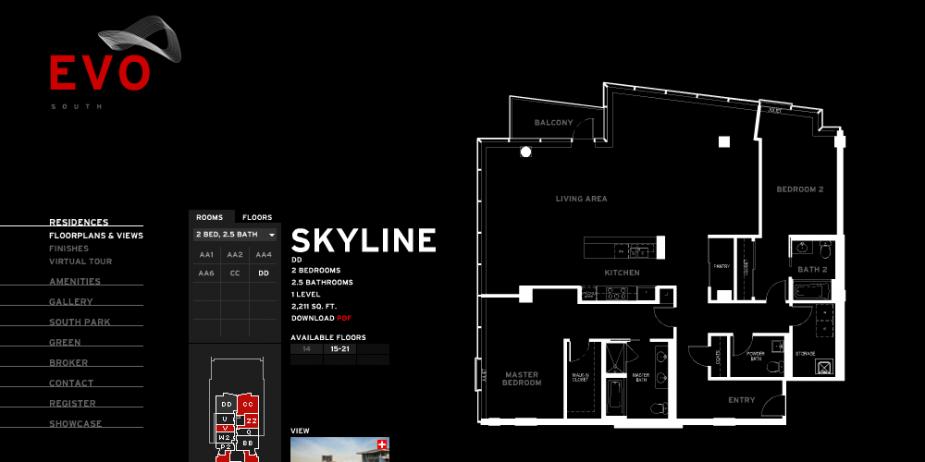 EVO
SOUTH
RESIDENCES
FLOORPLANS & VIEWS
FINISHES
VIRTUAL TOUR
AMENITIES
GALLERY
SOUTH PARK
GREEN
BROKER
CONTACT
REGISTER
SHOWCASE
ROOMS FLOORS
2 BED, 2.5 BATH
AA1 AA2 AA4
AA6 CC DD
DD CC
U
V ZZ
W2 Q
P2 BB
SKYLINE
DD
2 BEDROOMS
2.5 BATHROOMS
1 LEVEL
2,211 SQ. FT.
DOWNLOAD PDF
AVAILABLE FLOORS
14 15-21
VIEW
BALCONY
LIVING AREA
BEDROOM 2
KITCHEN
PANTRY
BATH 2
MASTER BEDROOM
WALK-IN CLOSET
MASTER BATH
COATS
POWDER BATH
STORAGE
ENTRY